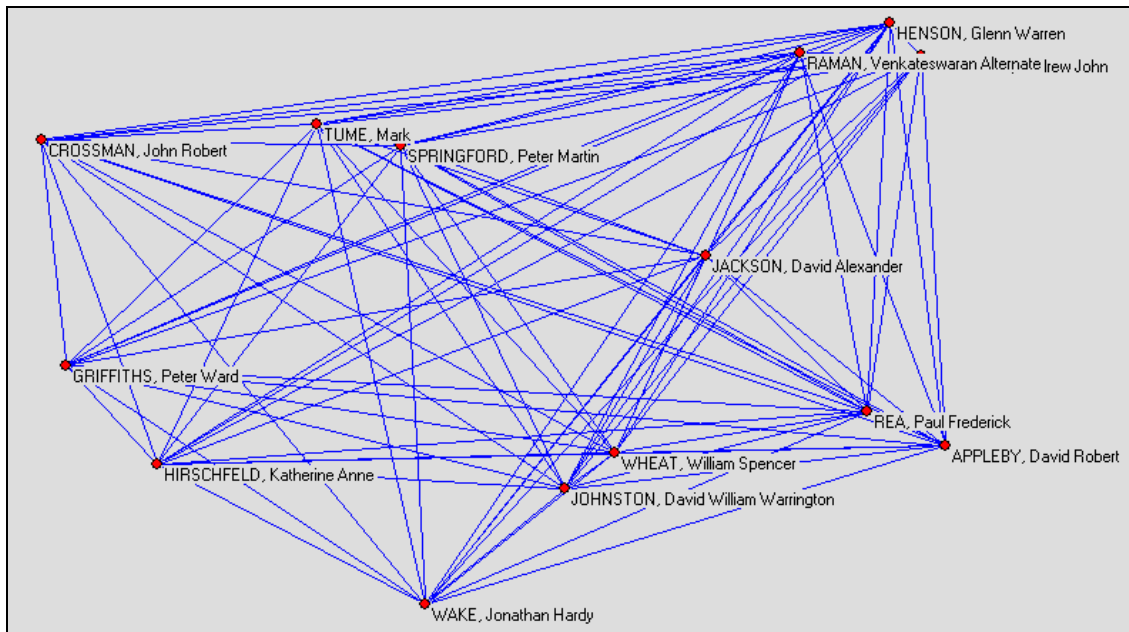 HENSON, Glenn Warren
RAMAN, Venkateswaran Alternate
John
TUME, Mark
CROSSMAN, John Robert
SPRINGFORD, Peter Martin
JACKSON, David Alexander
GRIFFITHS, Peter Ward
REA, Paul Frederick
APPLEBY, David Robert
WHEAT, William Spencer
HIRSCHFELD, Katherine Anne
JOHNSTON, David William Warrington
WAKE, Jonathan Hardy